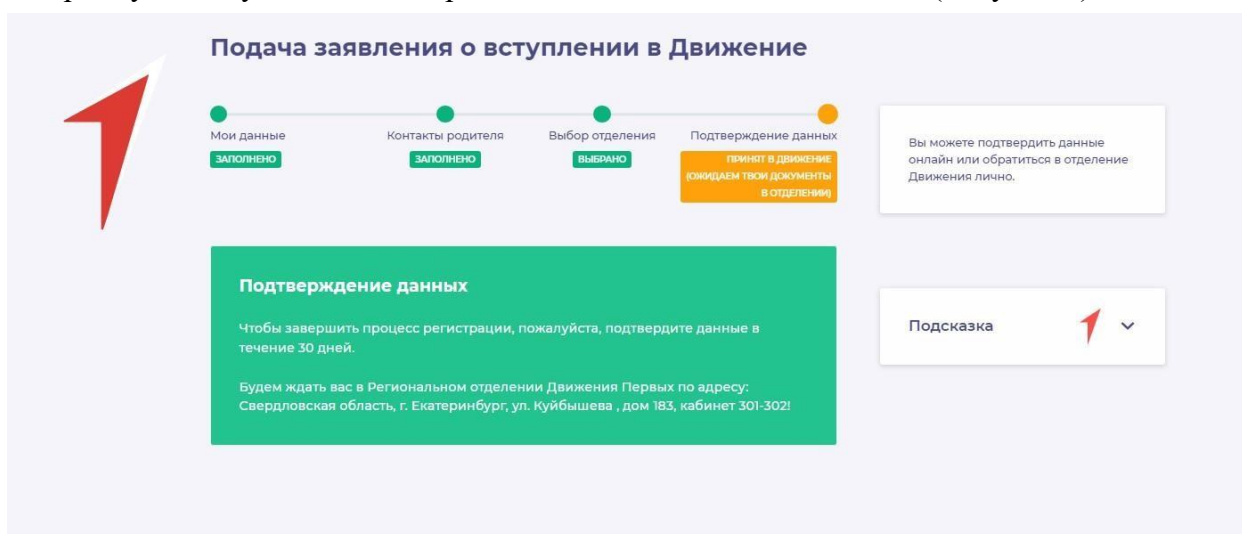 Подача заявления о вступлении в Движение
Мои данные
ЗАПОЛНЕНО
Контакты родителя
ЗАПОЛНЕНО
Выбор отделения
ВЫБРАНО
Подтверждение данных
ПРИНЯТ В ДВИЖЕНИЕ
(ОЖИДАЕМ ТВОИ ДОКУМЕНТЫ
В ОТДЕЛЕНИИ)
Вы можете подтвердить данные
онлайн или обратиться в отделение
Движения лично.
Подтверждение данных
Чтобы завершить процесс регистрации, пожалуйста, подтвердите данные в
течение 30 дней.
Будем ждать вас в Региональном отделении Движения Первых по адресу:
Свердловская область, г. Екатеринбург, ул. Куйбышева , дом 183, кабинет 301-302!
Подсказка